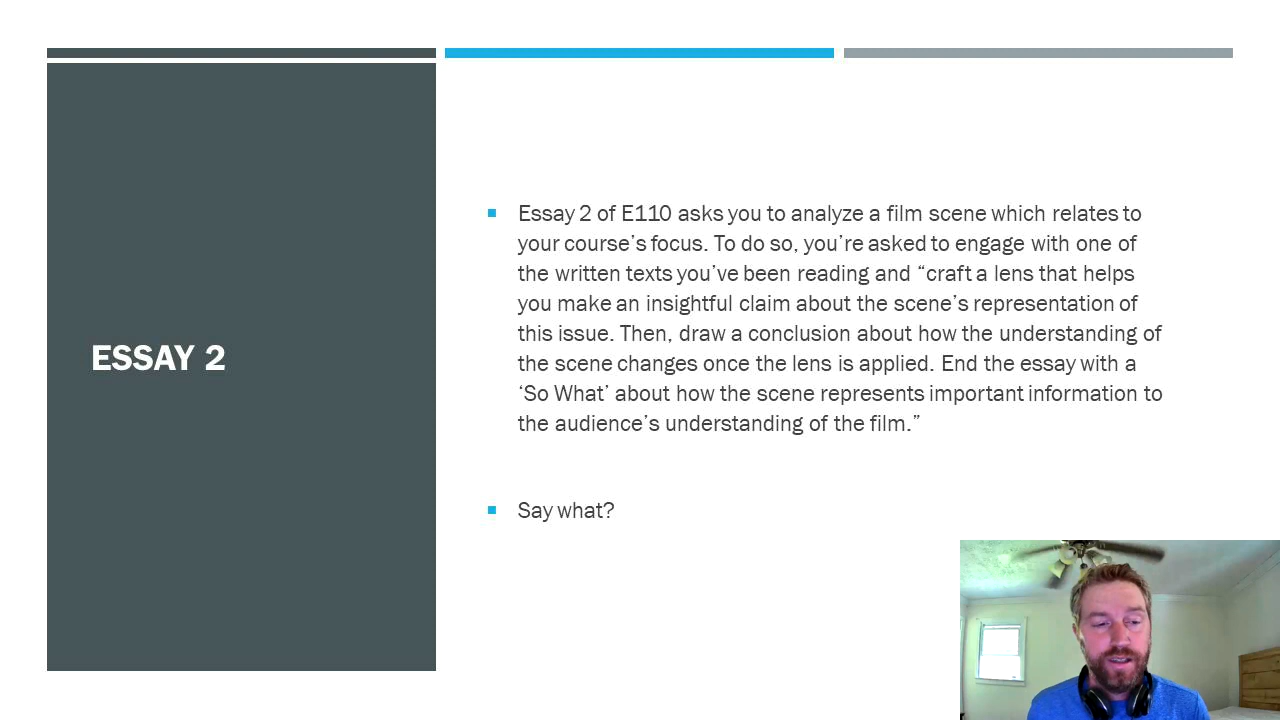 ESSAY 2
Essay 2 of E110 asks you to analyze a film scene which relates to
your course’s focus. To do so, you’re asked to engage with one of
the written texts you’ve been reading and “craft a lens that helps
you make an insightful claim about the scene’s representation of
this issue. Then, draw a conclusion about how the understanding of
the scene changes once the lens is applied. End the essay with a
‘So What’ about how the scene represents important information to
the audience’s understanding of the film.”
Say what?